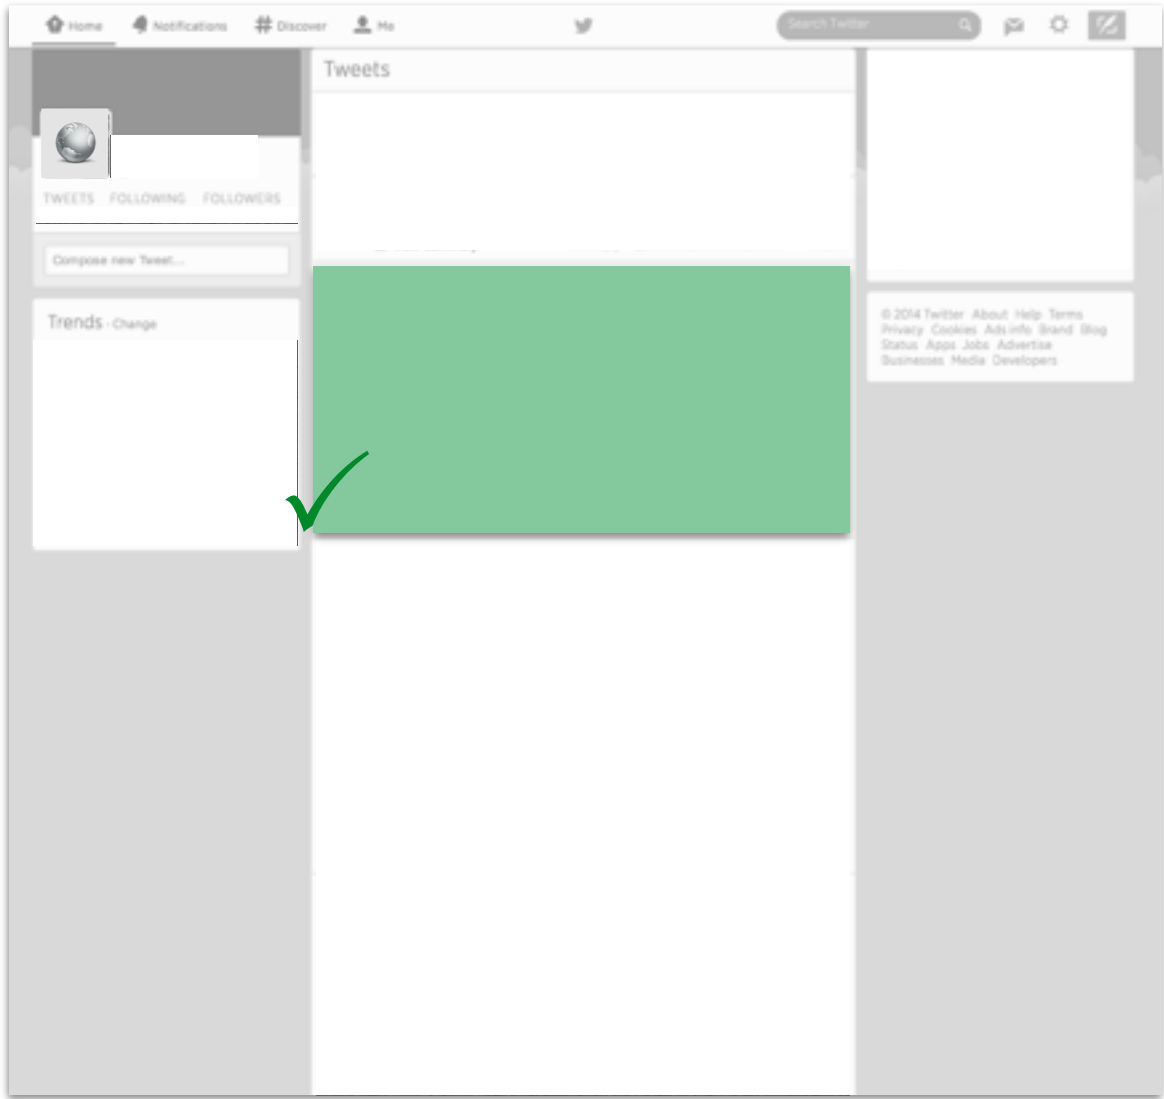 Home Notifications # Discover Me Search Twitter
Tweets
TWEETS FOLLOWING FOLLOWERS
Compose new Tweet...
Trends · Change
© 2014 Twitter About Help Terms
Privacy Cookies Ads info Brand Blog
Status Apps Jobs Advertise
Businesses Media Developers